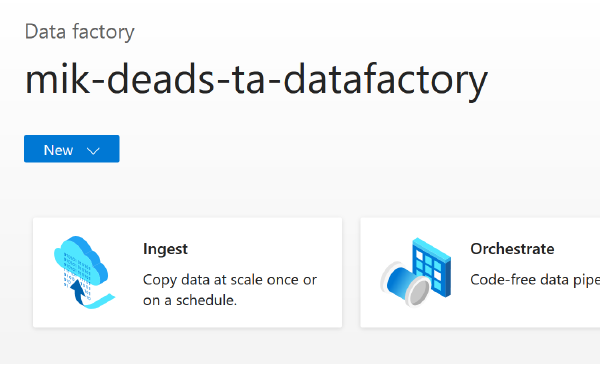 Data factory
mik-deads-ta-datafactory
New
Ingest
Copy data at scale once or
on a schedule.
Orchestrate
Code-free data pipe